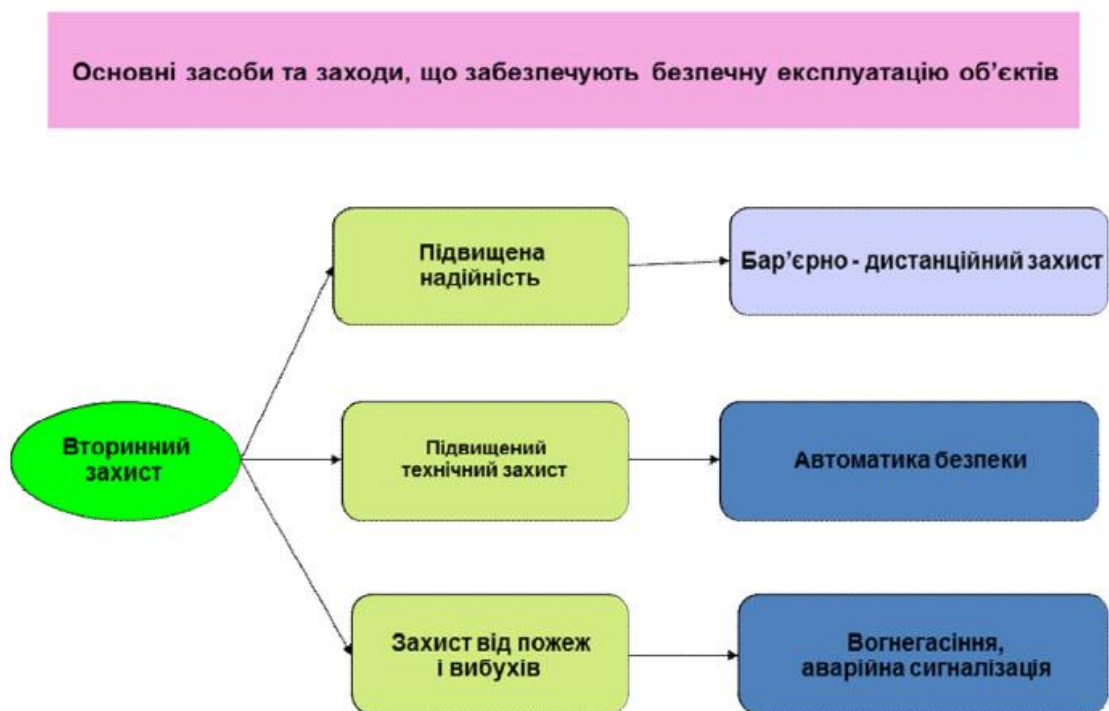 Основні засоби та заходи, що забезпечують безпечну експлуатацію об’єктів
Підвищена
надійність
Бар’єрно - дистанційний захист
Вторинний
захист
Підвищений
технічний захист
Автоматика безпеки
Захист від пожеж
і вибухів
Вогнегасіння,
аварійна сигналізація